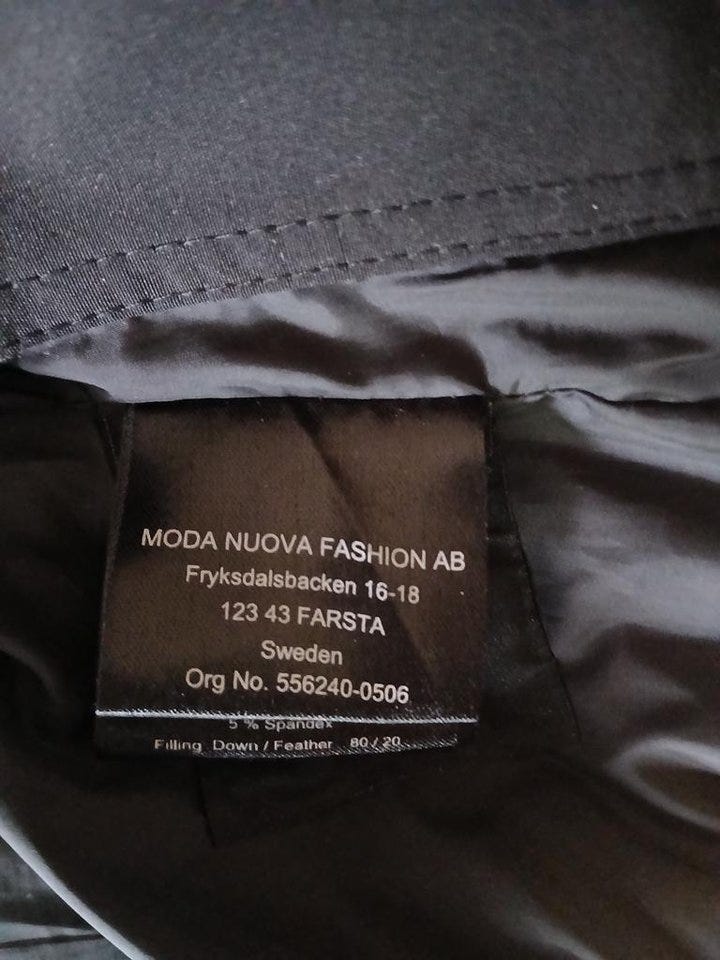 MODA NUOVA FASHION AB
Fryksdalsbacken 16-18
123 43 FARSTA
Sweden
Org No. 556240-0506
5 % Spandex
Filling Down / Feather 80 / 20